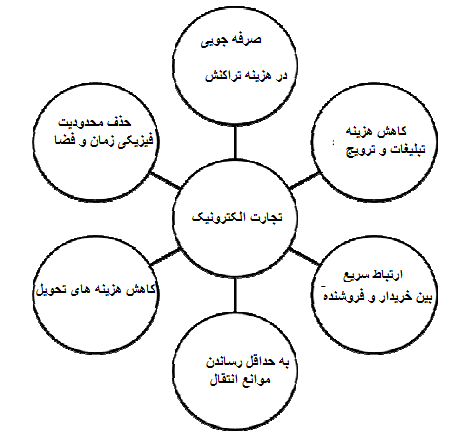 صرفه جویی
در هزینه تراکنش
کاهش هزینه
تبلیغات و ترویج
ارتباط سریع
بین خریدار و فروشنده
به حداقل رساندن
موانع انتقال
کاهش هزینه های تحویل
حذف محدودیت
فیزیکی زمان و فضا
تجارت الکترونیک